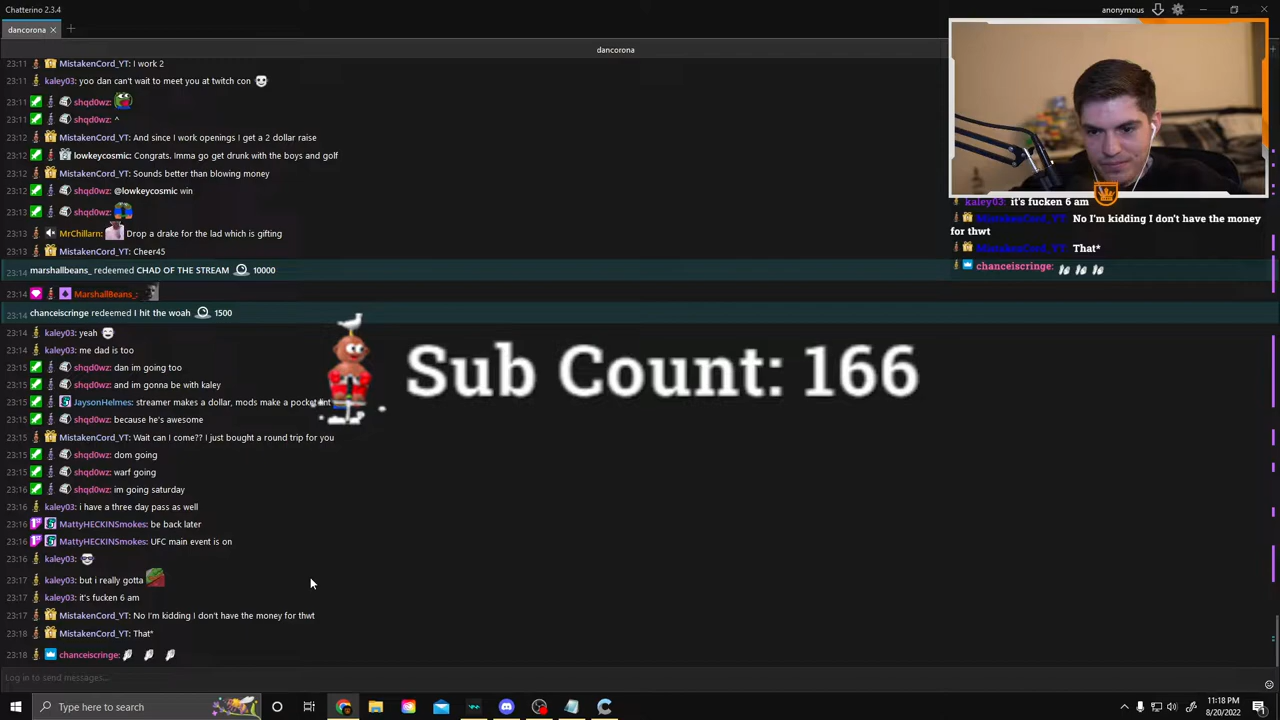 Chatterino 2.3.4
anonymous
dancorona
dancorona
23:11 MistakenCord_YT: I work 2
23:11 kaley03: yoo dan can't wait to meet you at twitch con
23:11 shqd0wz:
23:11 shqd0wz: ^
23:12 MistakenCord_YT: And since I work openings I get a 2 dollar raise
23:12 lowkeycosmic: Congrats. Imma go get drunk with the boys and golf
23:12 MistakenCord_YT: Sounds better than blowing money
23:12 shqd0wz: @lowkeycosmic win
23:13 shqd0wz:
23:13 MrChillarn: Drop a drake for the lad which is gifting
23:13 MistakenCord_YT: Cheer45
23:14 marshallbeans_ redeemed CHAD OF THE STREAM 10000
23:14 MarshallBeans_:
23:14 chanceiscringe redeemed I hit the woah 1500
23:14 kaley03: yeah
23:14 kaley03: me dad is too
23:15 shqd0wz: dan im going too
23:15 shqd0wz: and im gonna be with kaley
23:15 JaysonHelmes: streamer makes a dollar, mods make a pocket lint
23:15 shqd0wz: because he's awesome
23:15 MistakenCord_YT: Wait can I come?? I just bought a round trip for you
23:15 shqd0wz: dom going
23:15 shqd0wz: warf going
23:16 shqd0wz: im going saturday
23:16 kaley03: i have a three day pass as well
23:16 MattyHECKINSmokes: be back later
23:16 MattyHECKINSmokes: UFC main event is on
23:16 kaley03:
23:17 kaley03: but i really gotta
23:17 kaley03: it's fucken 6 am
23:17 MistakenCord_YT: No I'm kidding I don't have the money for thwt
23:18 MistakenCord_YT: That*
23:18 chanceiscringe:
Sub Count: 166
kaley03: it's fucken 6 am
MistakenCord_YT: No I'm kidding I don't have the money
for thwt
MistakenCord_YT: That*
chanceiscringe:
Log in to send messages...
Type here to search
11:18 PM
8/20/2022